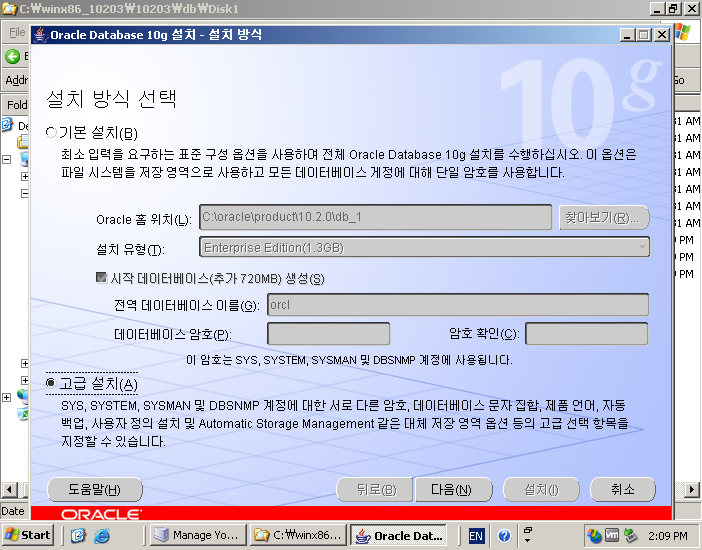 C:₩winx86_10203₩10203₩db₩Disk1
File
Oracle Database 10g 설치 - 설치 방식
Addr
Go
Fold
De
10g
설치 방식 선택
기본 설치(B)
최소 입력을 요구하는 표준 구성 옵션을 사용하여 전체 Oracle Database 10g 설치를 수행하십시오. 이 옵션은
파일 시스템을 저장 영역으로 사용하고 모든 데이터베이스 계정에 대해 단일 암호를 사용합니다.
Oracle 홈 위치(L): C:\oracle\product\10.2.0\db_1 찾아보기(R)...
설치 유형(T): Enterprise Edition(1.3GB)
시작 데이터베이스(추가 720MB) 생성(S)
전역 데이터베이스 이름(G): orcl
데이터베이스 암호(P): 암호 확인(C):
이 암호는 SYS, SYSTEM, SYSMAN 및 DBSNMP 계정에 사용됩니다.
고급 설치(A)
SYS, SYSTEM, SYSMAN 및 DBSNMP 계정에 대한 서로 다른 암호, 데이터베이스 문자 집합, 제품 언어, 자동
백업, 사용자 정의 설치 및 Automatic Storage Management 같은 대체 저장 영역 옵션 등의 고급 선택 항목을
지정할 수 있습니다.
도움말(H) 뒤로(B) 다음(N) 설치(I) 취소
Date
ORACLE
Start Manage Yo... C:₩winx86... Oracle Dat... EN 2:09 PM